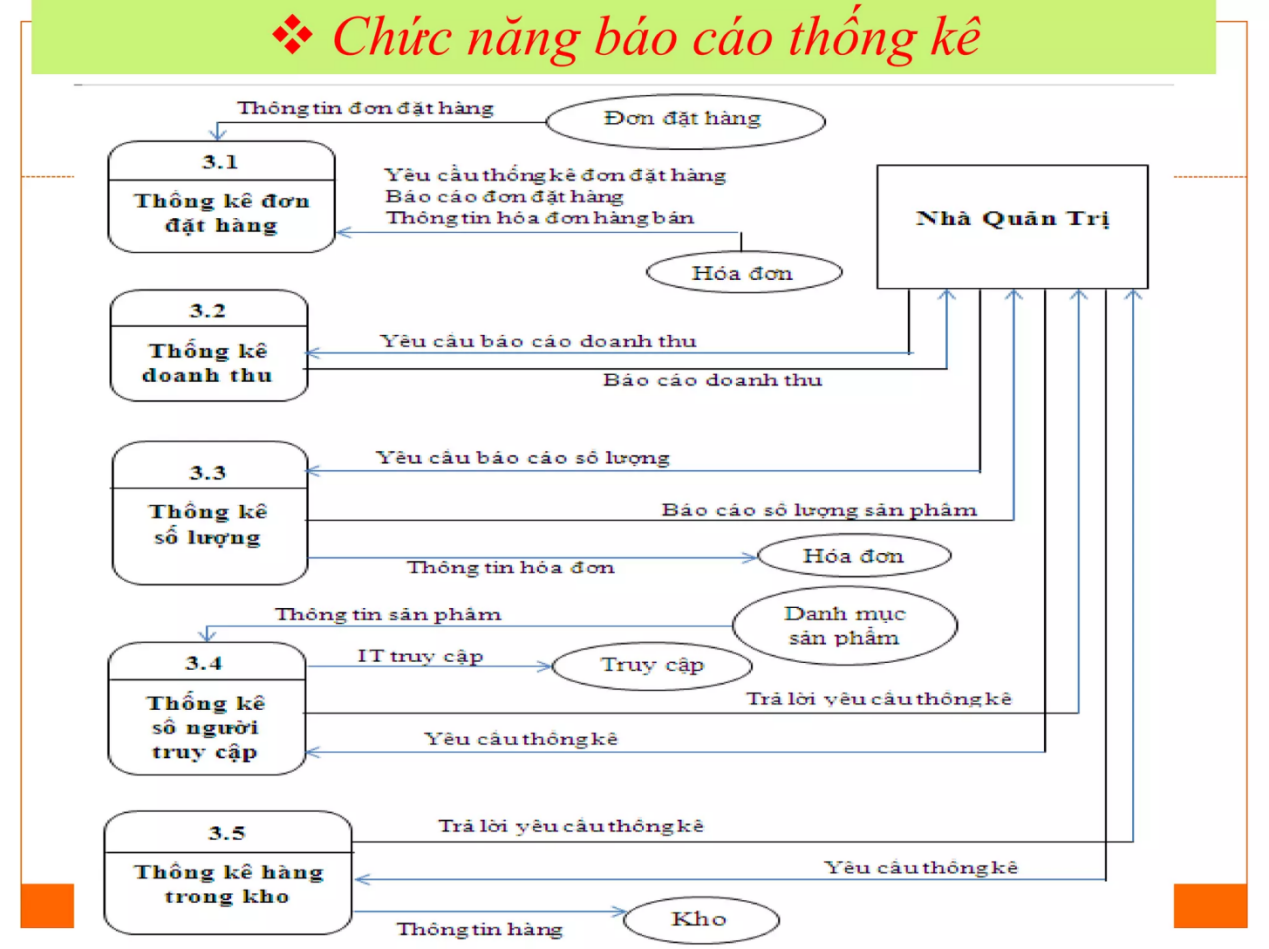 ❖ Chức năng báo cáo thống kê
Thông tin đơn đặt hàng
Đơn đặt hàng
3.1
Thống kê đơn
đặt hàng
Yêu cầu thống kê đơn đặt hàng
Báo cáo đơn đặt hàng
Thông tin hóa đơn hàng bán
Hóa đơn
Nhà Quản Trị
3.2
Thống kê
doanh thu
Yêu cầu báo cáo doanh thu
Báo cáo doanh thu
3.3
Thống kê
số lượng
Yêu cầu báo cáo số lượng
Báo cáo số lượng sản phẩm
Thông tin hóa đơn
Hóa đơn
Thông tin sản phẩm
Danh mục
sản phẩm
3.4
Thống kê
số người
truy cập
IT truy cập
Truy cập
Trả lời yêu cầu thống kê
Yêu cầu thống kê
3.5
Thống kê hàng
trong kho
Trả lời yêu cầu thống kê
Yêu cầu thống kê
Thông tin hàng
Kho